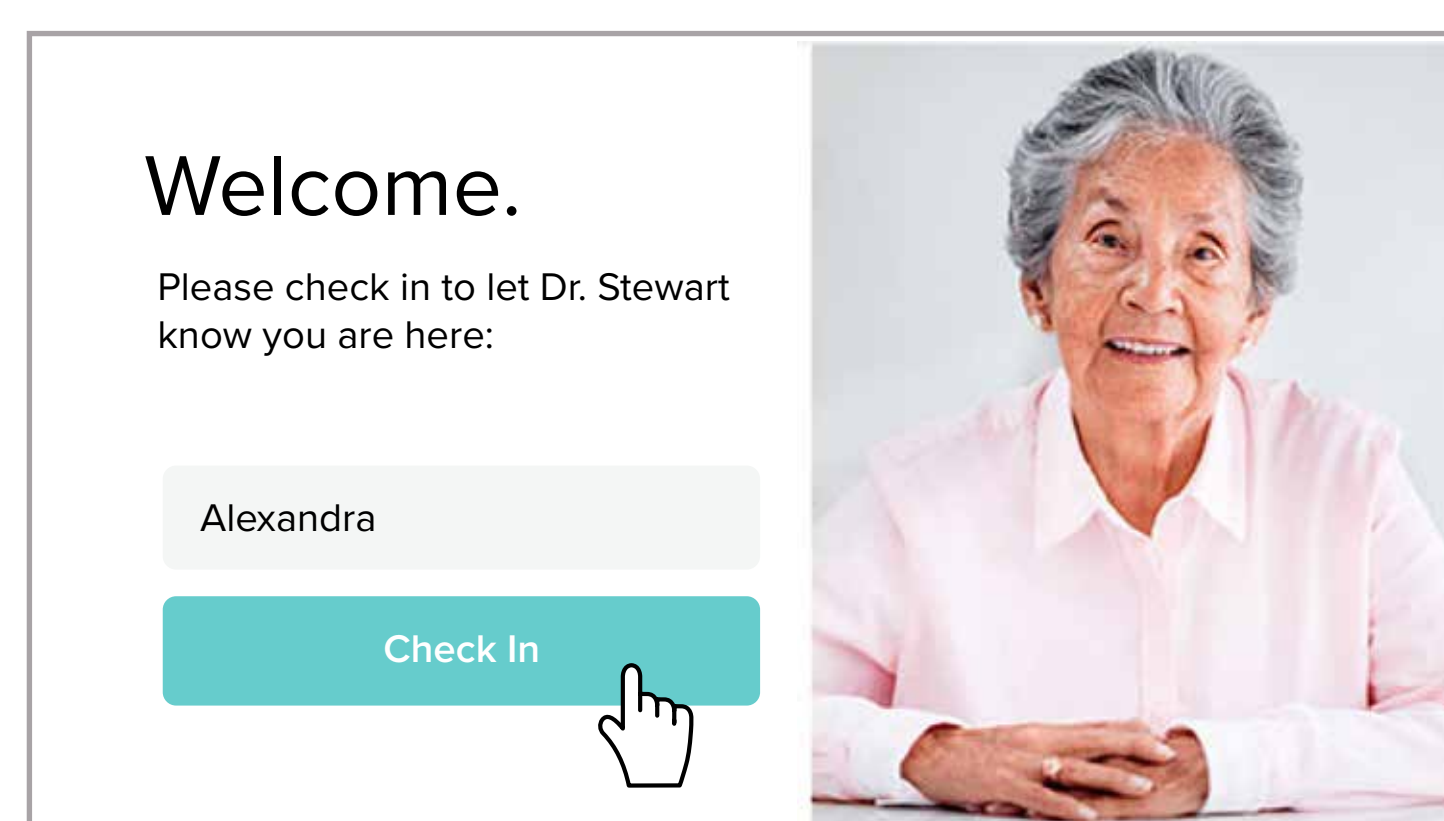 Welcome.
Please check in to let Dr. Stewart
know you are here:
Alexandra
Check In